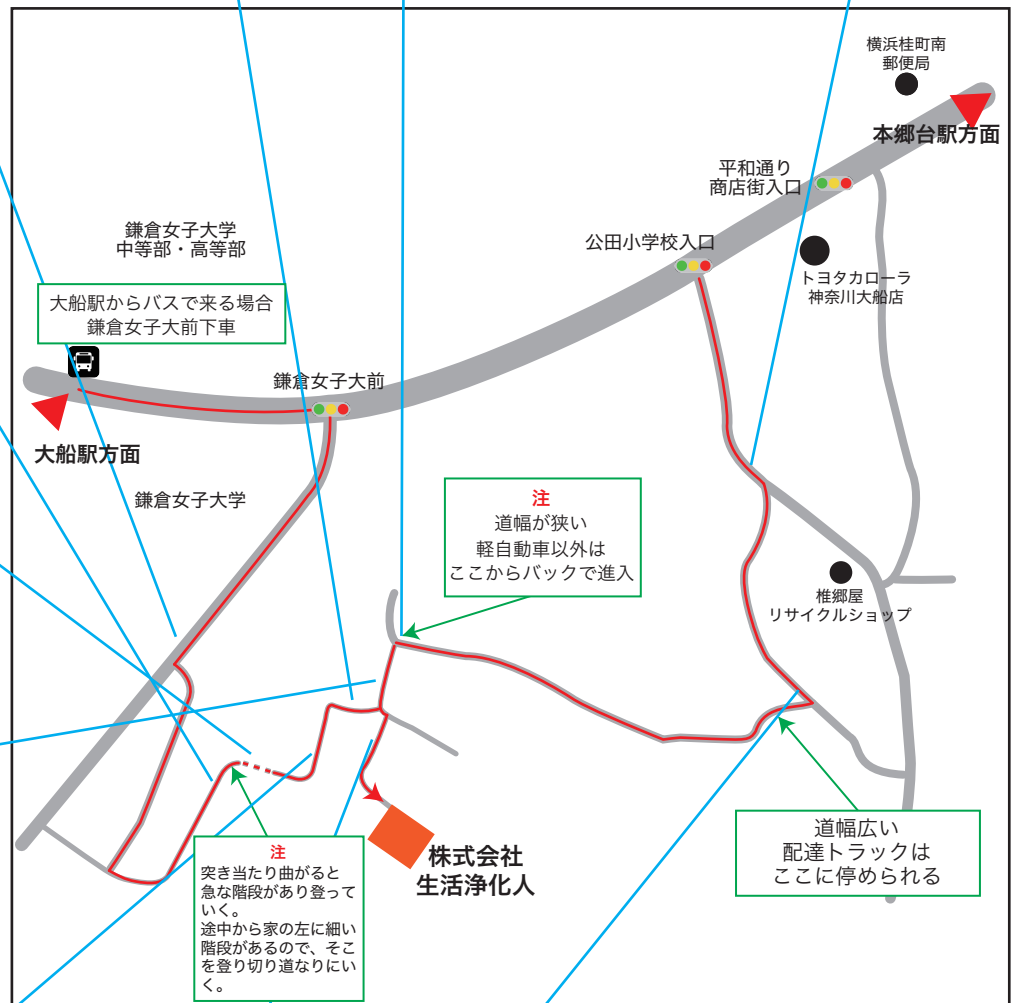 横浜桂町南
郵便局
本郷台駅方面
平和通り
商店街入口
鎌倉女子大学
中等部・高等部
公田小学校入口
トヨタカローラ
神奈川大船店
大船駅からバスで来る場合
鎌倉女子大前下車
鎌倉女子大前
大船駅方面
鎌倉女子大学
注
道幅が狭い
軽自動車以外は
ここからバックで進入
椎郷屋
リサイクルショップ
道幅広い
配達トラックは
ここに停められる
注
突き当たり曲がると
急な階段があり登って
いく。
途中から家の左に細い
階段があるので、そこ
を登り切り道なりにい
く。
株式会社
生活浄化人